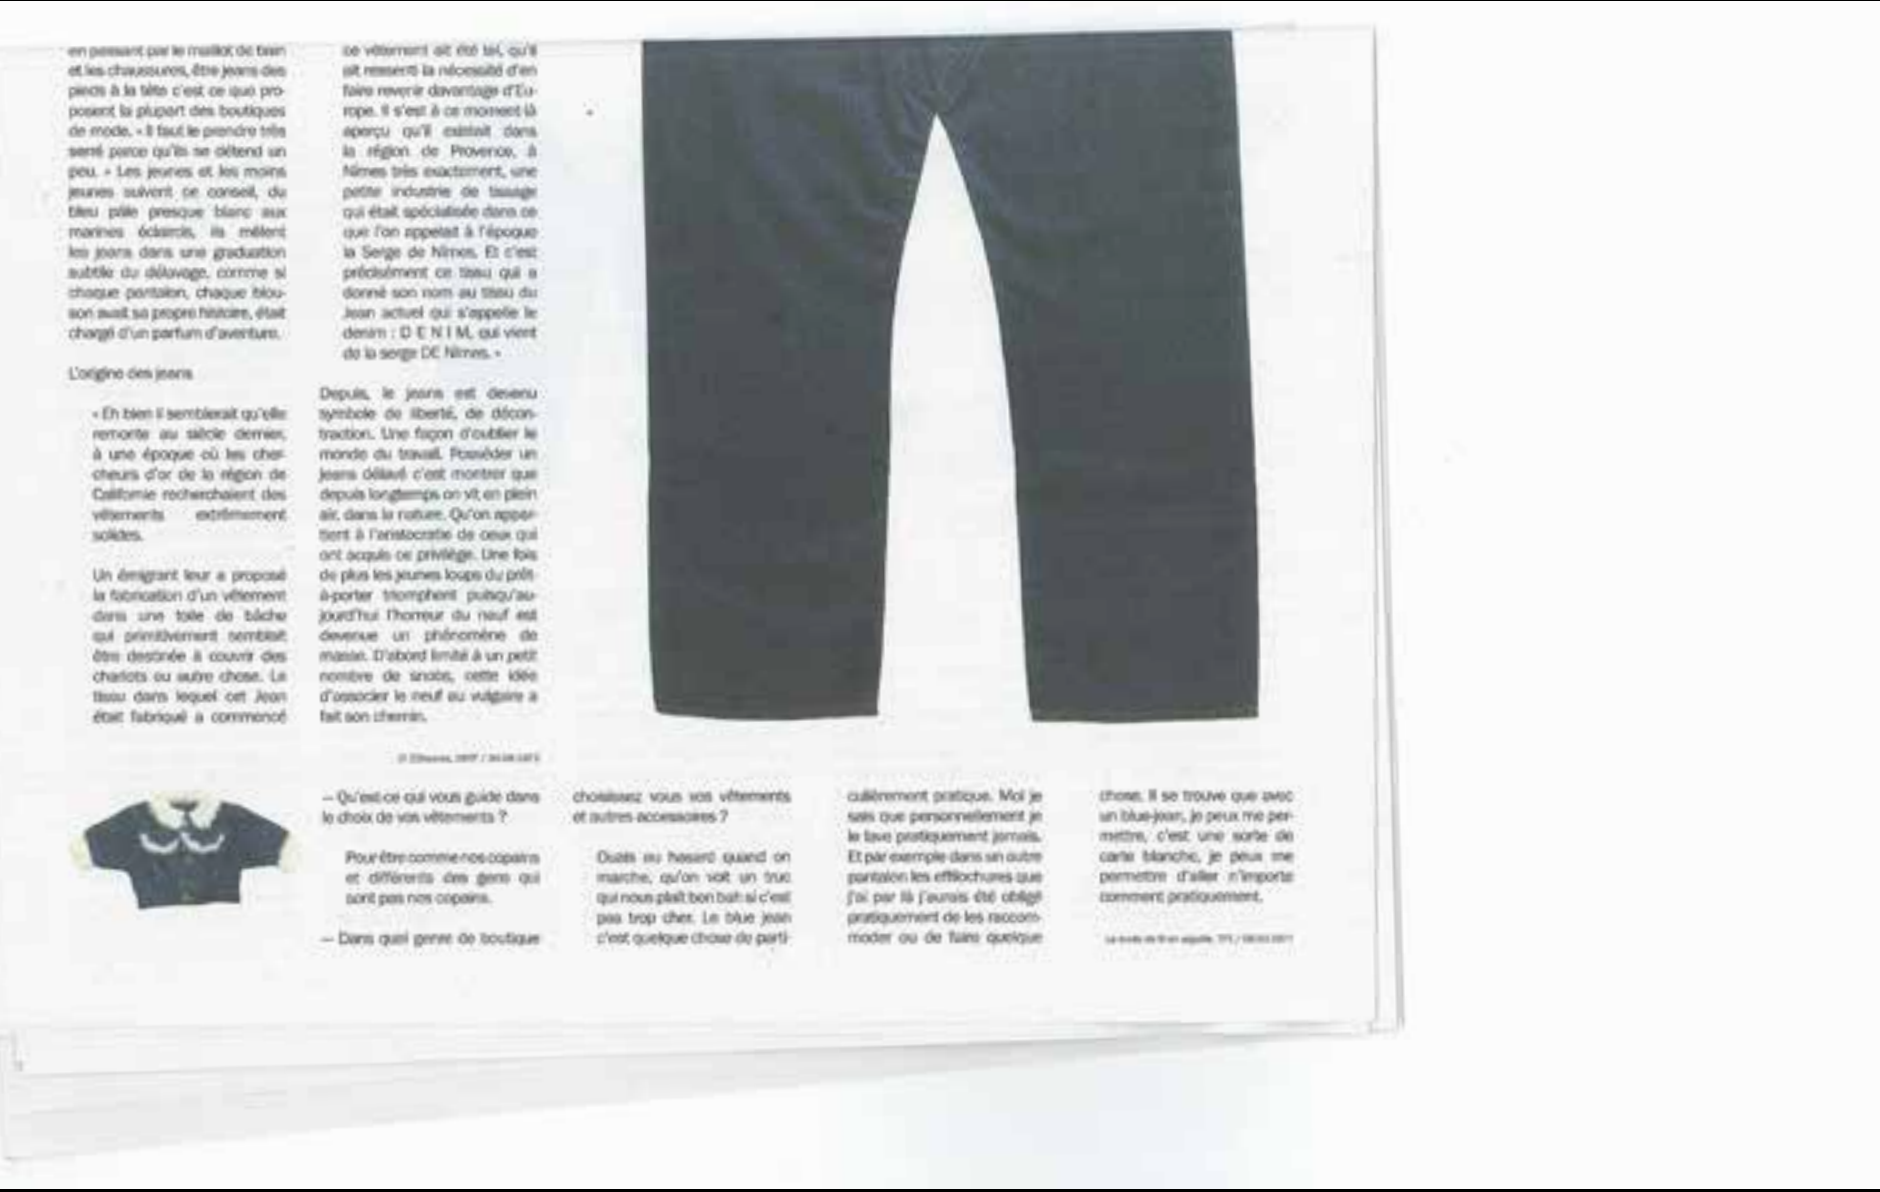 en passant par le maillot de bain
et les chaussures, être jeans des
pieds à la tête c'est ce que pro-
posent la plupart des boutiques
de mode. « Il faut le prendre très
serré parce qu'ils se détend un
peu. » Les jeunes et les moins
jeunes suivent ce conseil, du
bleu pâle presque blanc aux
marines éclaircis, ils mêlent
les jeans dans une graduation
subtile du délavage, comme si
chaque pantalon, chaque blou-
son avait sa propre histoire, était
chargé d'un parfum d'aventure.
L'origine des jeans
« Eh bien il semblerait qu'elle
remonte au siècle dernier,
à une époque où les cher-
cheurs d'or de la région de
Californie recherchaient des
vêtements extrêmement
solides.
Un émigrant leur a proposé
la fabrication d'un vêtement
dans une toile de bâche
qui primitivement semblait
être destinée à couvrir des
chariots ou autre chose. Le
tissu dans lequel cet Jean
était fabriqué a commencé
ce vêtement ait été tel, qu'il
ait ressenti la nécessité d'en
faire revenir davantage d'Eu-
rope. Il s'est à ce moment-là
aperçu qu'il existait dans
la région de Provence, à
Nîmes très exactement, une
petite industrie de tissage
qui était spécialisée dans ce
que l'on appelait à l'époque
la Serge de Nîmes. Et c'est
précisément ce tissu qui a
donné son nom au tissu du
Jean actuel qui s'appelle le
denim : D E N I M, qui vient
de la serge DE Nîmes. »
Depuis, le jeans est devenu
symbole de liberté, de décon-
traction. Une façon d'oublier le
monde du travail. Posséder un
jeans délavé c'est montrer que
depuis longtemps on vit en plein
air, dans la nature. Qu'on appar-
tient à l'aristocratie de ceux qui
ont acquis ce privilège. Une fois
de plus les jeunes loups du prêt-
à-porter triomphent puisqu'au-
jourd'hui l'horreur du neuf est
devenue un phénomène de
masse. D'abord limité à un petit
nombre de snobs, cette idée
d'associer le neuf au vulgaire a
fait son chemin.
— Qu'est-ce qui vous guide dans
le choix de vos vêtements ?
Pour être comme nos copains
et différents des gens qui
sont pas nos copains.
— Dans quel genre de boutique
choisissez vous vos vêtements
et autres accessoires ?
Ouais au hasard quand on
marche, qu'on voit un truc
qui nous plaît bon bah si c'est
pas trop cher. Le blue jean
c'est quelque chose de parti-
culièrement pratique. Moi je
sais que personnellement je
le lave pratiquement jamais.
Et par exemple dans un autre
pantalon les effilochures que
j'ai par là j'aurais été obligé
pratiquement de les raccom-
moder ou de faire quelque
chose. Il se trouve que avec
un blue-jean, je peux me per-
mettre, c'est une sorte de
carte blanche, je peux me
permettre d'aller n'importe
comment pratiquement.